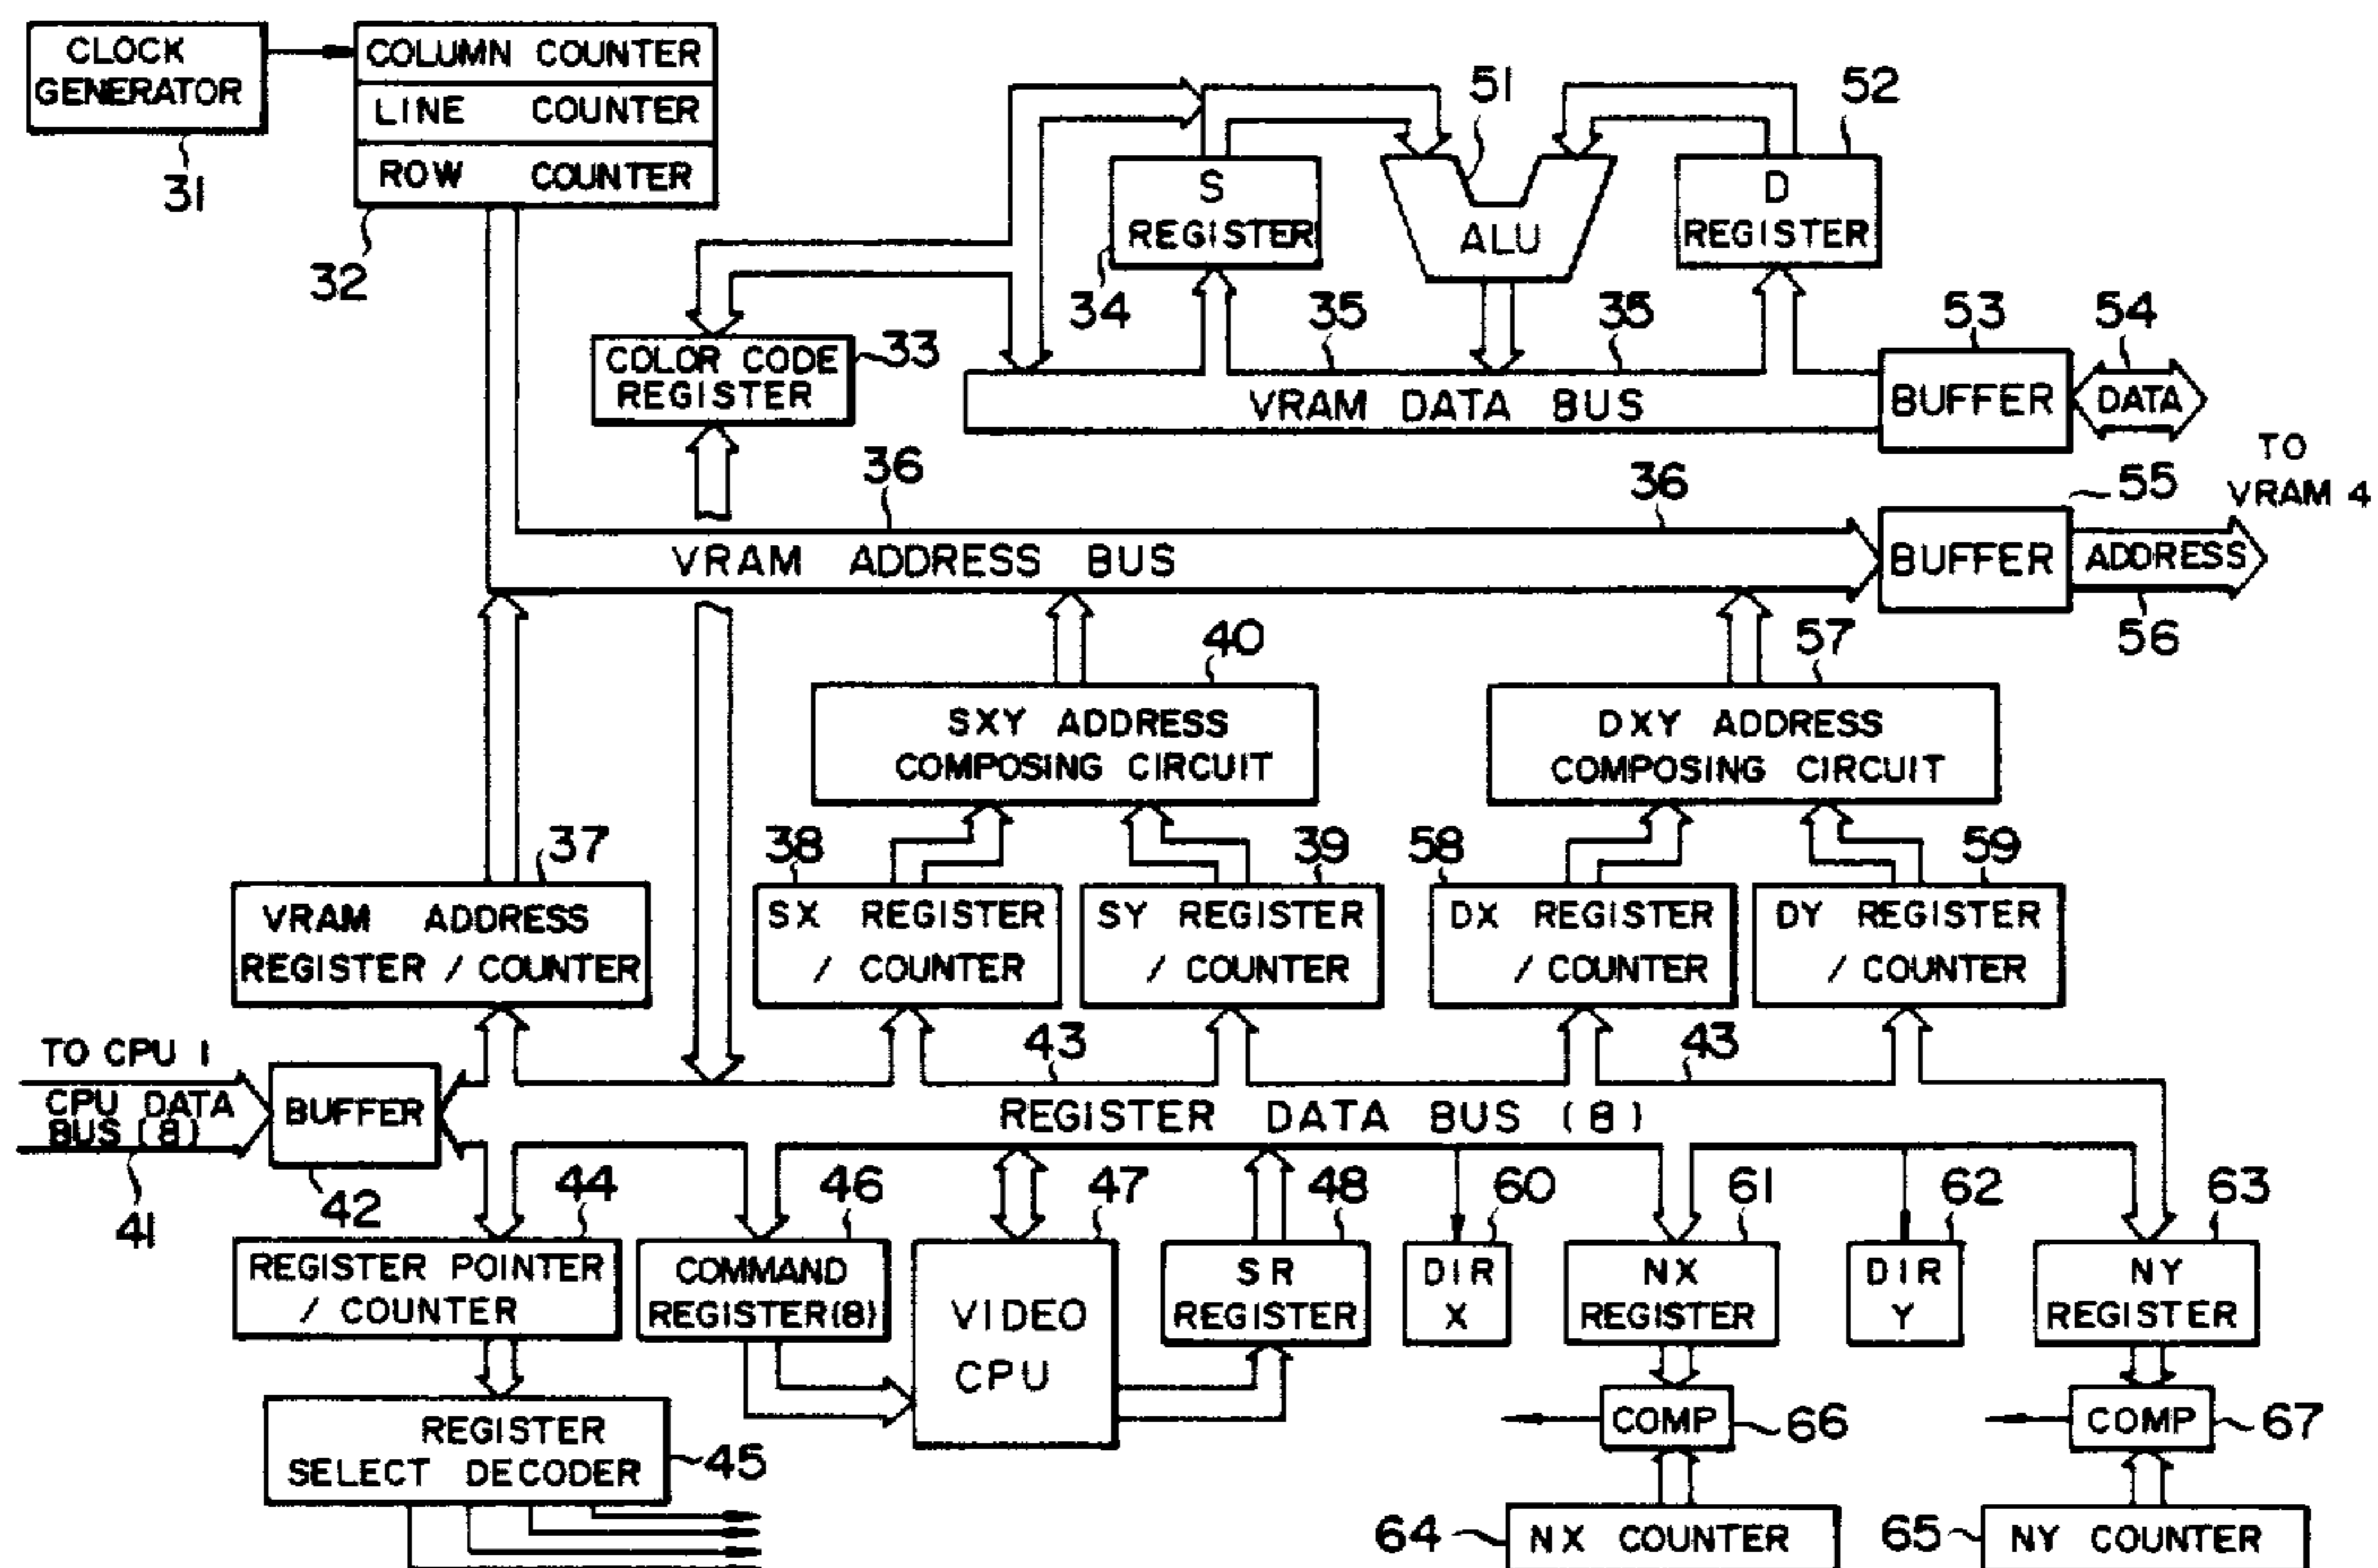 CLOCK
GENERATOR
31
COLUMN COUNTER
LINE COUNTER
ROW COUNTER
32
51
52
S
REGISTER
34
ALU
D
REGISTER
COLOR CODE
REGISTER
33
35
35
VRAM DATA BUS
53
BUFFER
54
DATA
TO
VRAM 4
36
36
VRAM ADDRESS BUS
55
BUFFER
ADDRESS
56
40
SXY ADDRESS
COMPOSING CIRCUIT
57
DXY ADDRESS
COMPOSING CIRCUIT
37
VRAM ADDRESS
REGISTER / COUNTER
38
SX REGISTER
/ COUNTER
39
SY REGISTER
/ COUNTER
58
DX REGISTER
/ COUNTER
59
DY REGISTER
/ COUNTER
TO CPU 1
CPU DATA
BUS (8)
41
BUFFER
42
43
43
REGISTER DATA BUS (8)
44
REGISTER POINTER
/ COUNTER
46
COMMAND
REGISTER(8)
47
VIDEO
CPU
48
SR
REGISTER
60
DIR
X
61
NX
REGISTER
62
DIR
Y
63
NY
REGISTER
REGISTER
SELECT DECODER
45
COMP
66
COMP
67
64
NX COUNTER
65
NY COUNTER